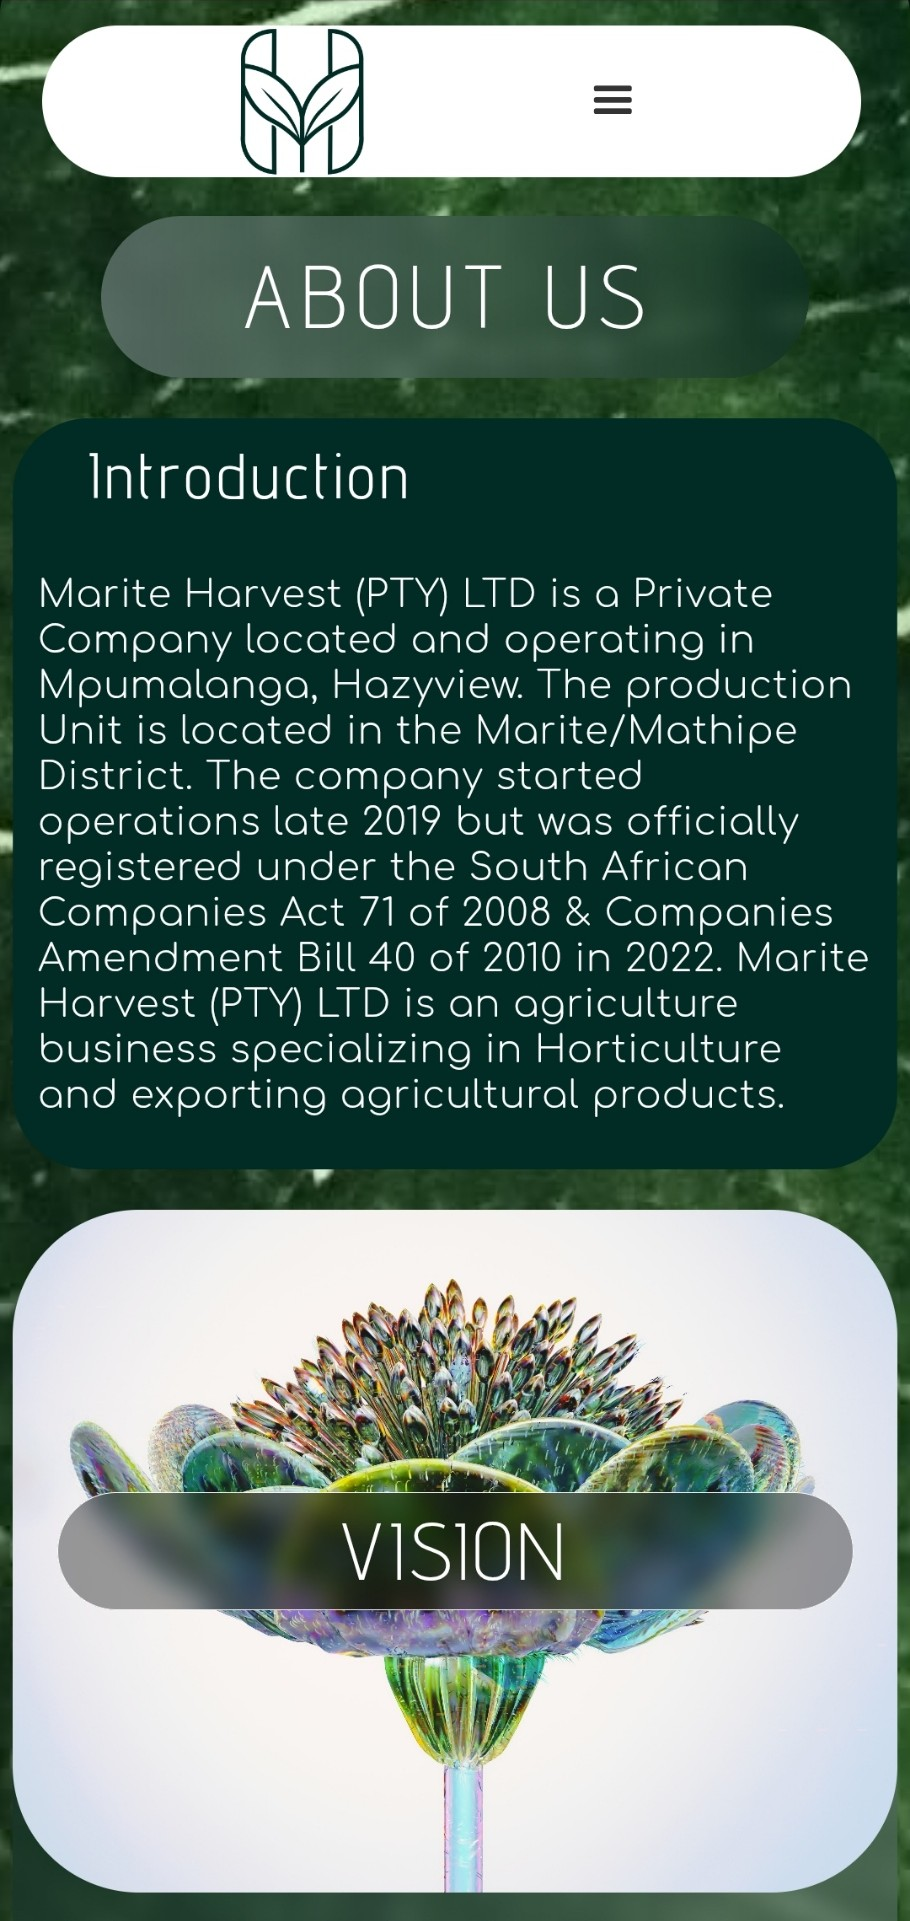 ABOUT US
Introduction
Marite Harvest (PTY) LTD is a Private
Company located and operating in
Mpumalanga, Hazyview. The production
Unit is located in the Marite/Mathipe
District. The company started
operations late 2019 but was officially
registered under the South African
Companies Act 71 of 2008 & Companies
Amendment Bill 40 of 2010 in 2022. Marite
Harvest (PTY) LTD is an agriculture
business specializing in Horticulture
and exporting agricultural products.
VISION